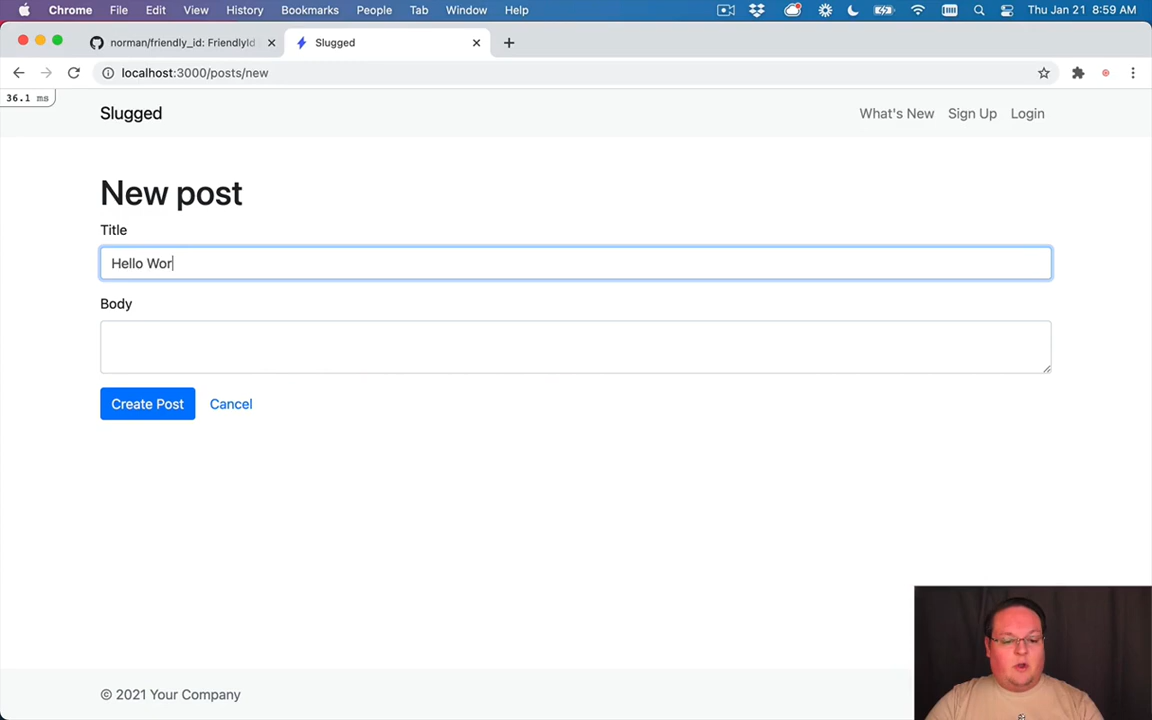 Chrome File Edit View History Bookmarks People Tab Window Help Thu Jan 21 8:59 AM
norman/friendly_id: FriendlyId Slugged
localhost:3000/posts/new
36.1 ms
Slugged What's New Sign Up Login
New post
Title
Hello Wor
Body
Create Post Cancel
© 2021 Your Company